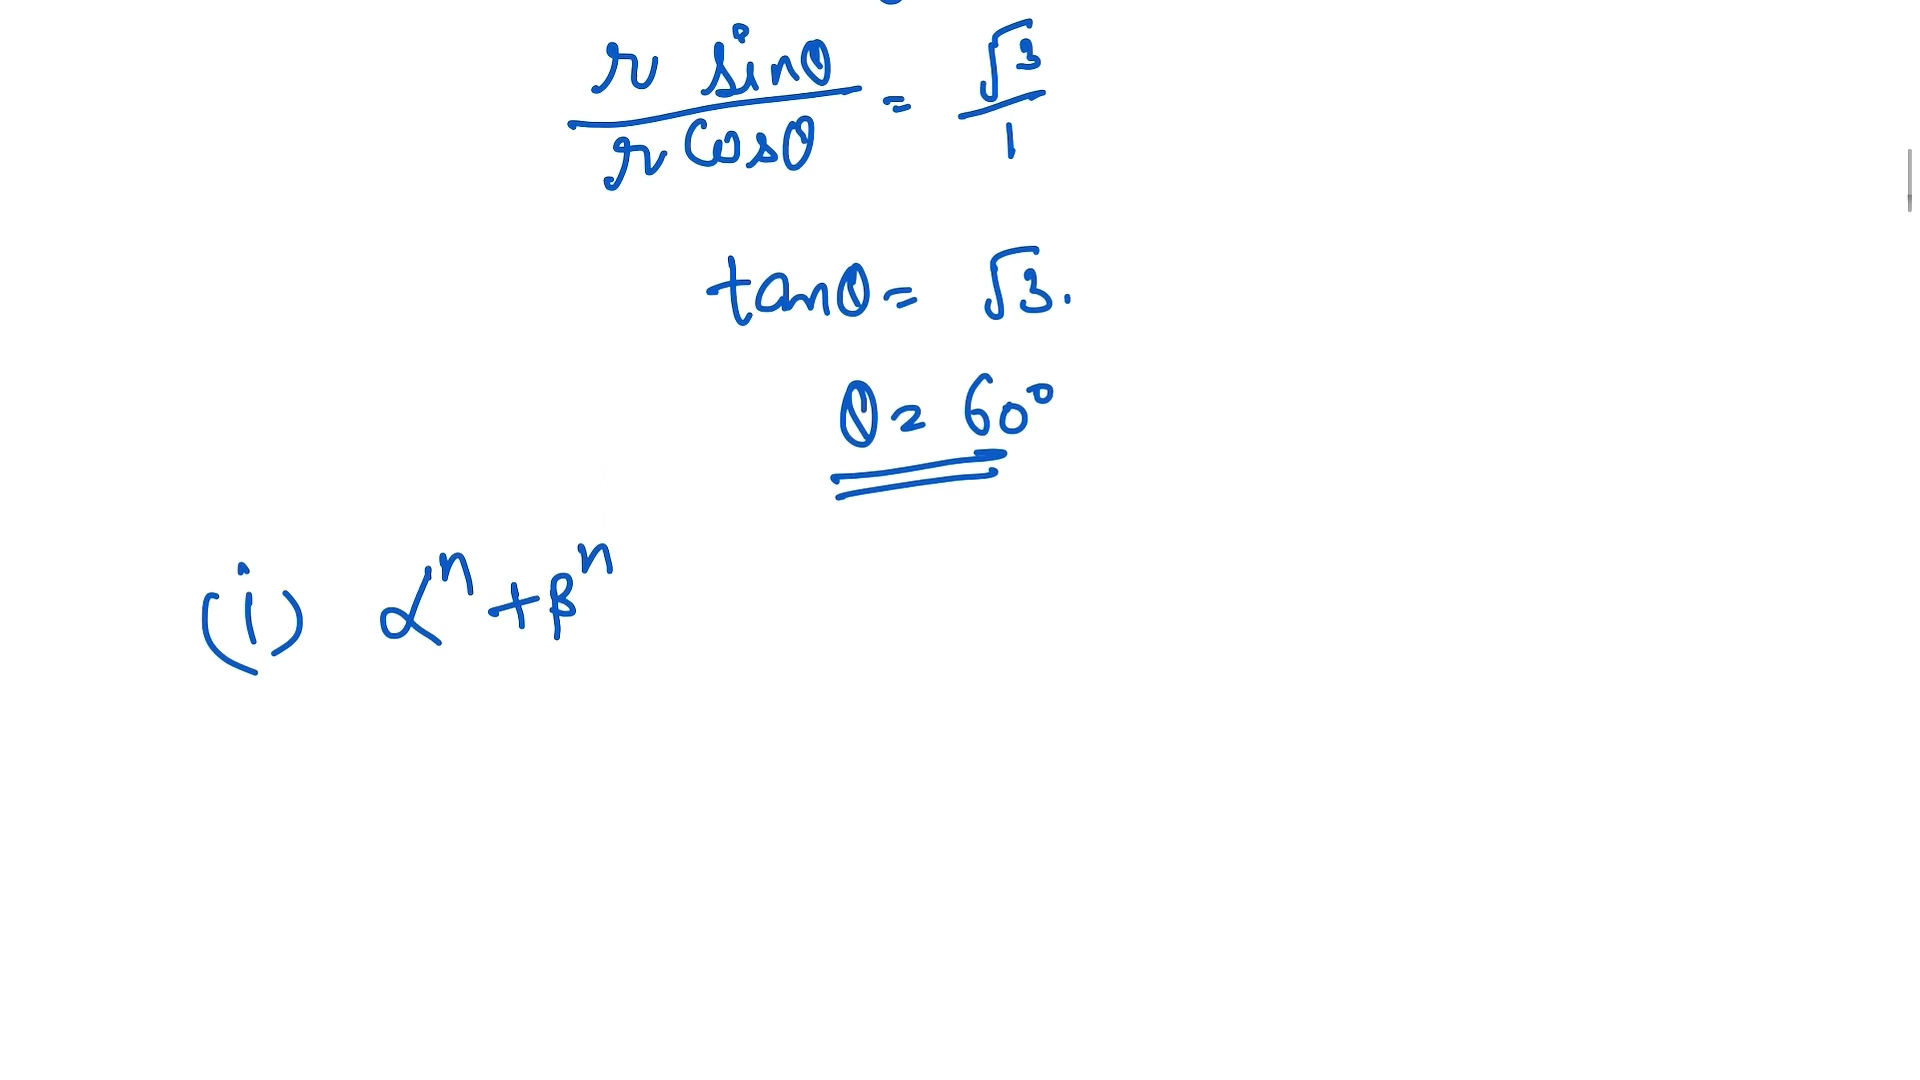 r sinθ / r cosθ = √3 / 1
tanθ = √3.
θ = 60°
(i) αⁿ + βⁿ